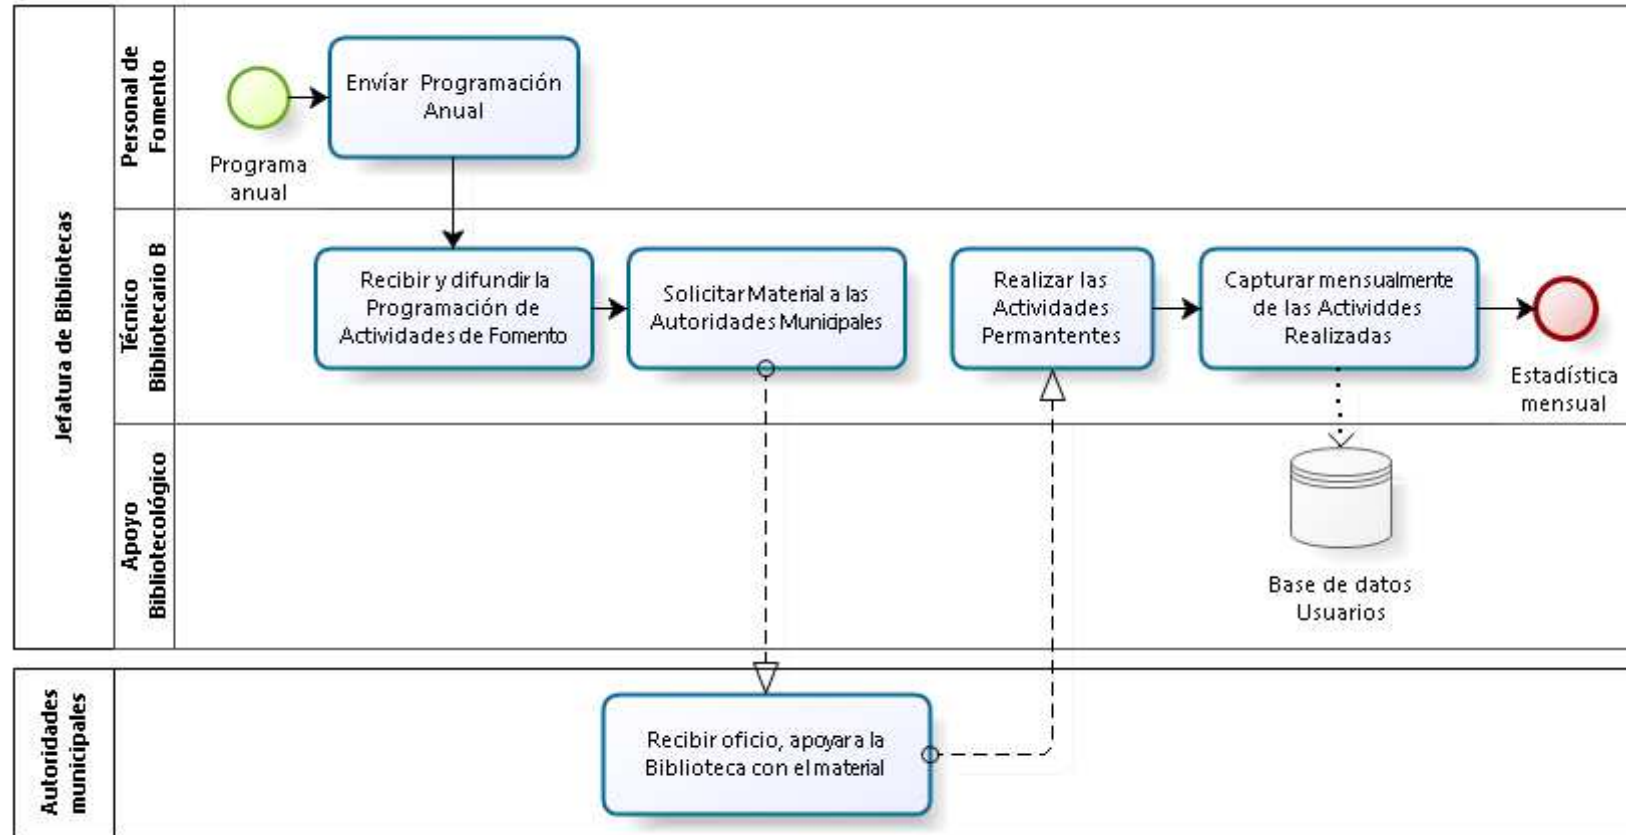 Jefatura de Bibliotecas
Personal de
Fomento
Programa
anual
Envíar Programación
Anual
Técnico
Bibliotecario B
Recibir y difundir la
Programación de
Actividades de Fomento
Solicitar Material a las
Autoridades Municipales
Realizar las
Actividades
Permantentes
Capturar mensualmente
de las Actividdes
Realizadas
Estadística
mensual
Apoyo
Bibliotecológico
Base de datos
Usuarios
Autoridades
municipales
Recibir oficio, apoyar a la
Biblioteca con el material